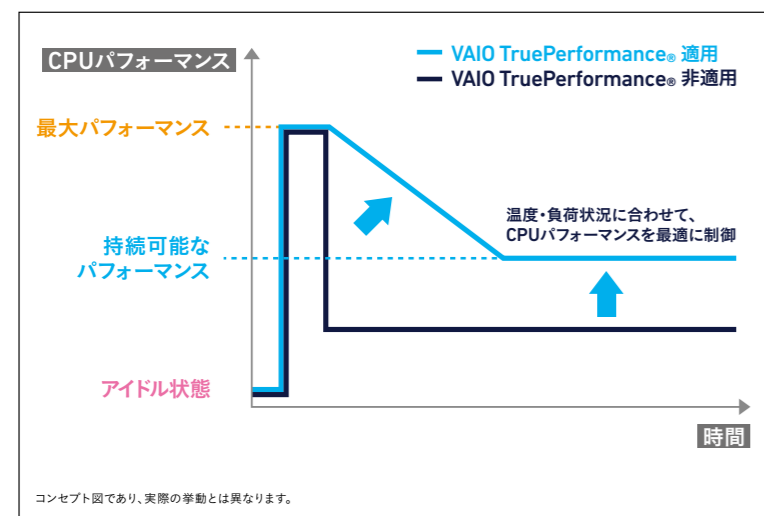 CPUパフォーマンス
VAIO TruePerformance® 適用
VAIO TruePerformance® 非適用
最大パフォーマンス
温度・負荷状況に合わせて、
CPUパフォーマンスを最適に制御
持続可能な
パフォーマンス
アイドル状態
時間
コンセプト図であり、実際の挙動とは異なります。